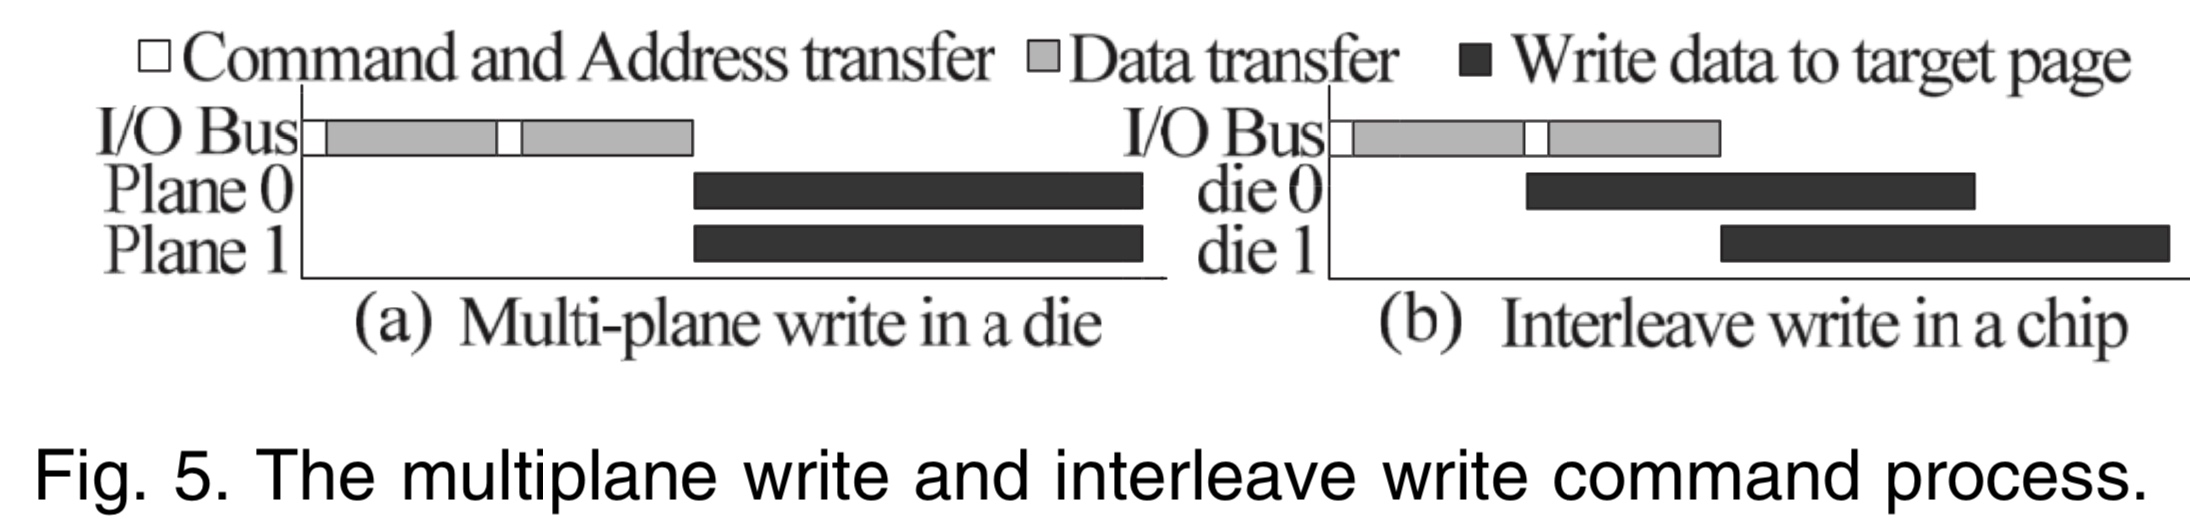 Command and Address transfer Data transfer Write data to target page
I/O Bus
Plane 0
Plane 1
(a) Multi-plane write in a die
I/O Bus
die 0
die 1
(b) Interleave write in a chip
Fig. 5. The multiplane write and interleave write command process.